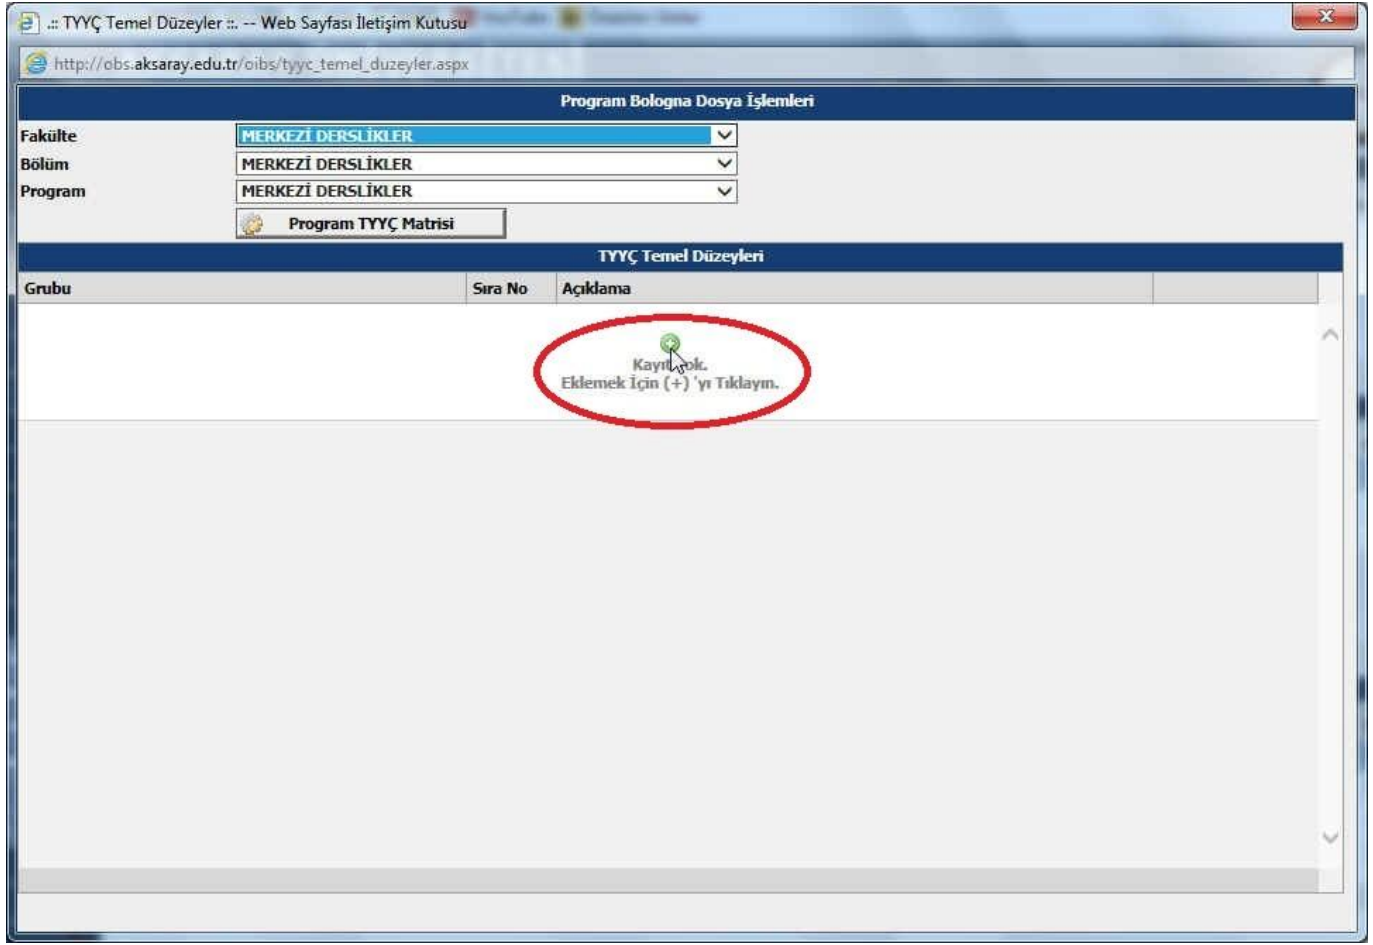 .:: TYYÇ Temel Düzeyler ::. -- Web Sayfası İletişim Kutusu
http://obs.aksaray.edu.tr/oibs/tyyc_temel_duzeyler.aspx
Program Bologna Dosya İşlemleri
Fakülte MERKEZİ DERSLİKLER
Bölüm MERKEZİ DERSLİKLER
Program MERKEZİ DERSLİKLER
Program TYYÇ Matrisi
TYYÇ Temel Düzeyleri
Grubu Sıra No Açıklama
Kayıt Yok.
Eklemek İçin (+) 'yı Tıklayın.